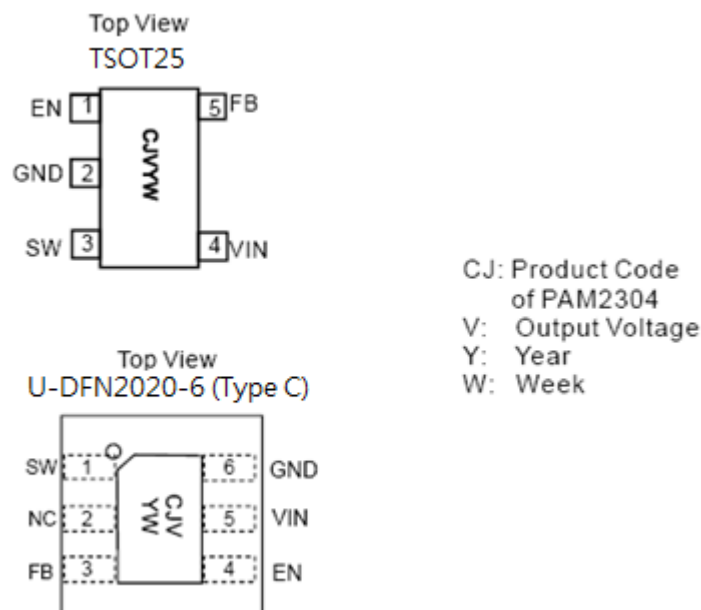 Top View
TSOT25
EN 1 5 FB
CJVYW
GND 2
SW 3 4 VIN
CJ: Product Code
of PAM2304
V: Output Voltage
Y: Year
W: Week
Top View
U-DFN2020-6 (Type C)
SW 1 6 GND
CJV
YW
NC 2 5 VIN
FB 3 4 EN